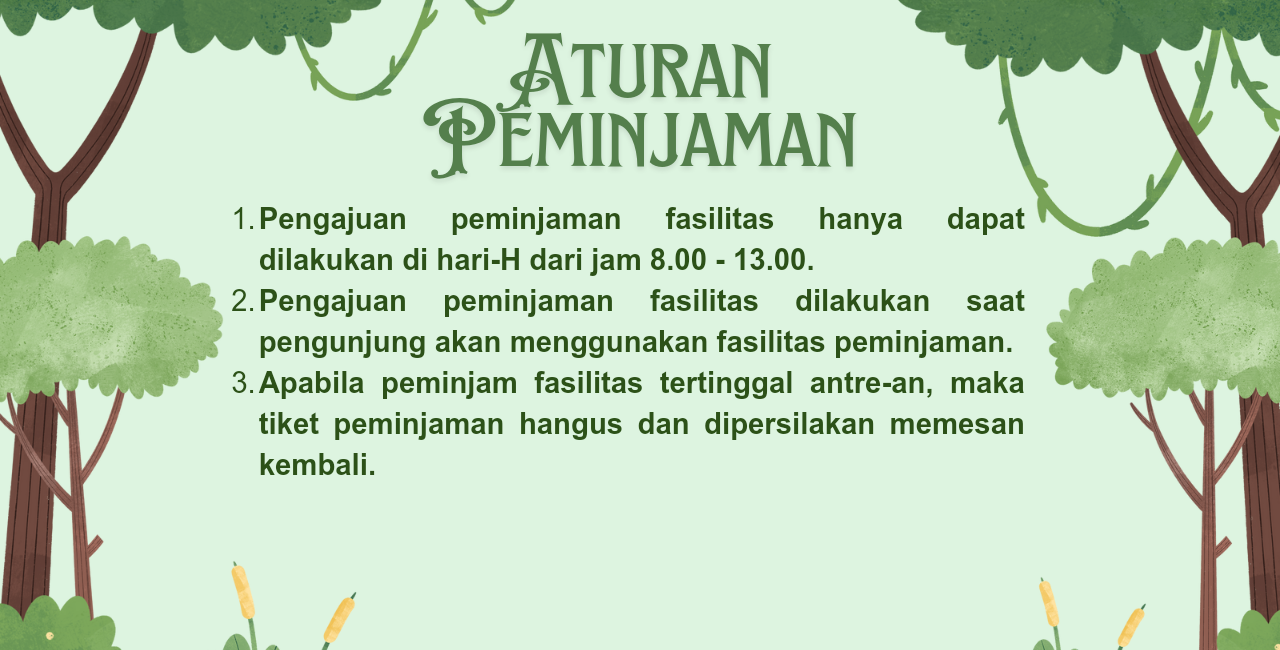 ATURAN
PEMINJAMAN
1. Pengajuan peminjaman fasilitas hanya dapat
dilakukan di hari-H dari jam 8.00 - 13.00.
2. Pengajuan peminjaman fasilitas dilakukan saat
pengunjung akan menggunakan fasilitas peminjaman.
3. Apabila peminjam fasilitas tertinggal antre-an, maka
tiket peminjaman hangus dan dipersilakan memesan
kembali.